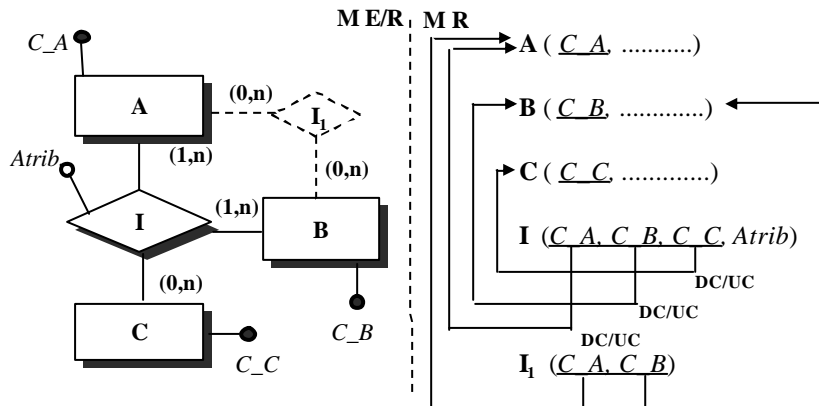 M E/R
M R
C_A
A
(0,n)
I1
(1,n)
(0,n)
Atrib.
I
(1,n)
B
(0,n)
C
C_B
C_C
A ( C_A, ...........)
B ( C_B, .............)
C ( C_C, .............)
I (C_A, C_B, C_C, Atrib)
DC/UC
DC/UC
DC/UC
I1 (C_A, C_B)